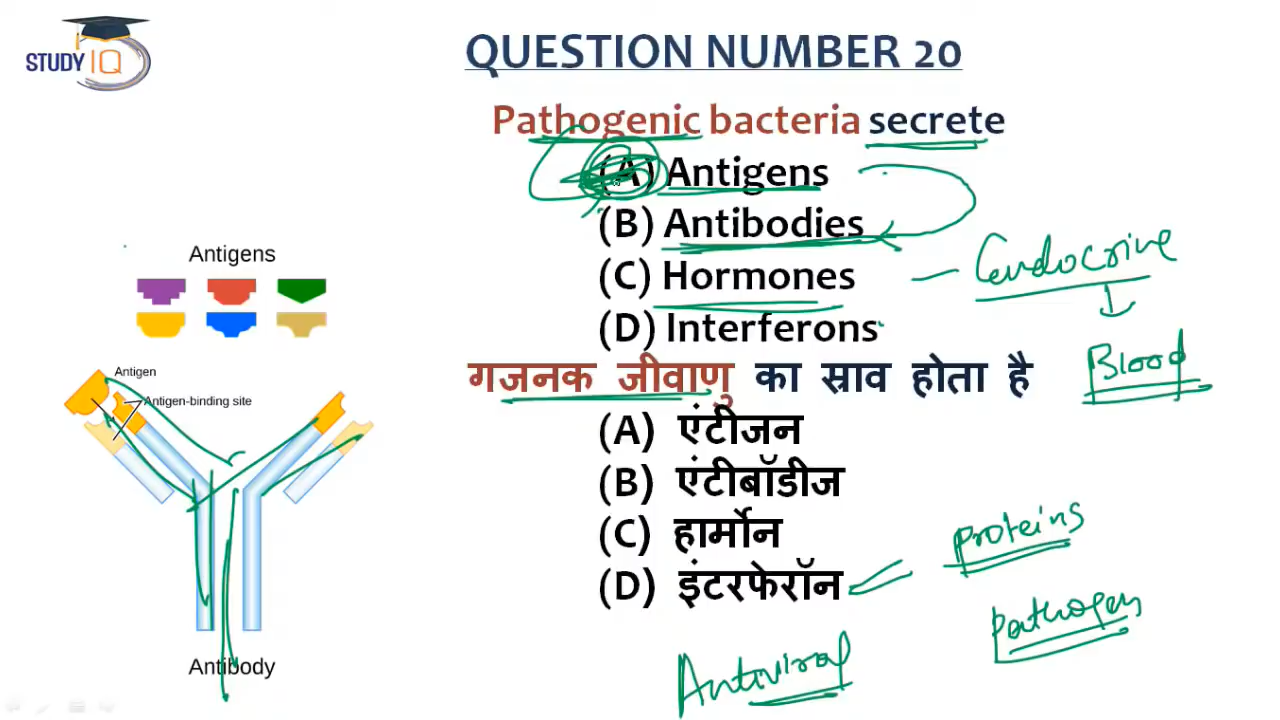 STUDY IQ
QUESTION NUMBER 20
Pathogenic bacteria secrete
(A) Antigens
(B) Antibodies
(C) Hormones
(D) Interferons
Endocrine
Blood
गजनक जीवाणु का स्राव होता है
(A) एंटीजन
(B) एंटीबॉडीज
(C) हार्मोन
(D) इंटरफेरॉन
Proteins
Pathogen
Antiviral
Antigens
Antigen
Antigen-binding site
Antibody